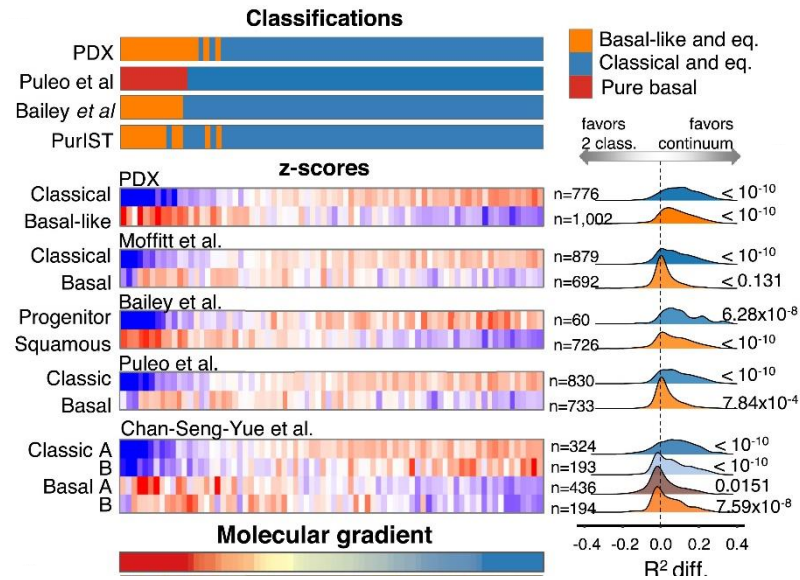 Classifications
PDX
Puleo et al
Bailey et al
PurIST
Basal-like and eq.
Classical and eq.
Pure basal
favors 2 class.
favors continuum
z-scores
PDX
Classical n=776 < 10-10
Basal-like n=1,002 < 10-10
Moffitt et al.
Classical n=879 < 10-10
Basal n=692 < 0.131
Bailey et al.
Progenitor n=60 6.28x10-8
Squamous n=726 < 10-10
Puleo et al.
Classic n=830 < 10-10
Basal n=733 7.84x10-4
Chan-Seng-Yue et al.
Classic A n=324 < 10-10
B n=193 < 10-10
Basal A n=436 0.0151
B n=194 7.59x10-8
Molecular gradient
-0.4 -0.2 0.0 0.2 0.4
R2 diff.